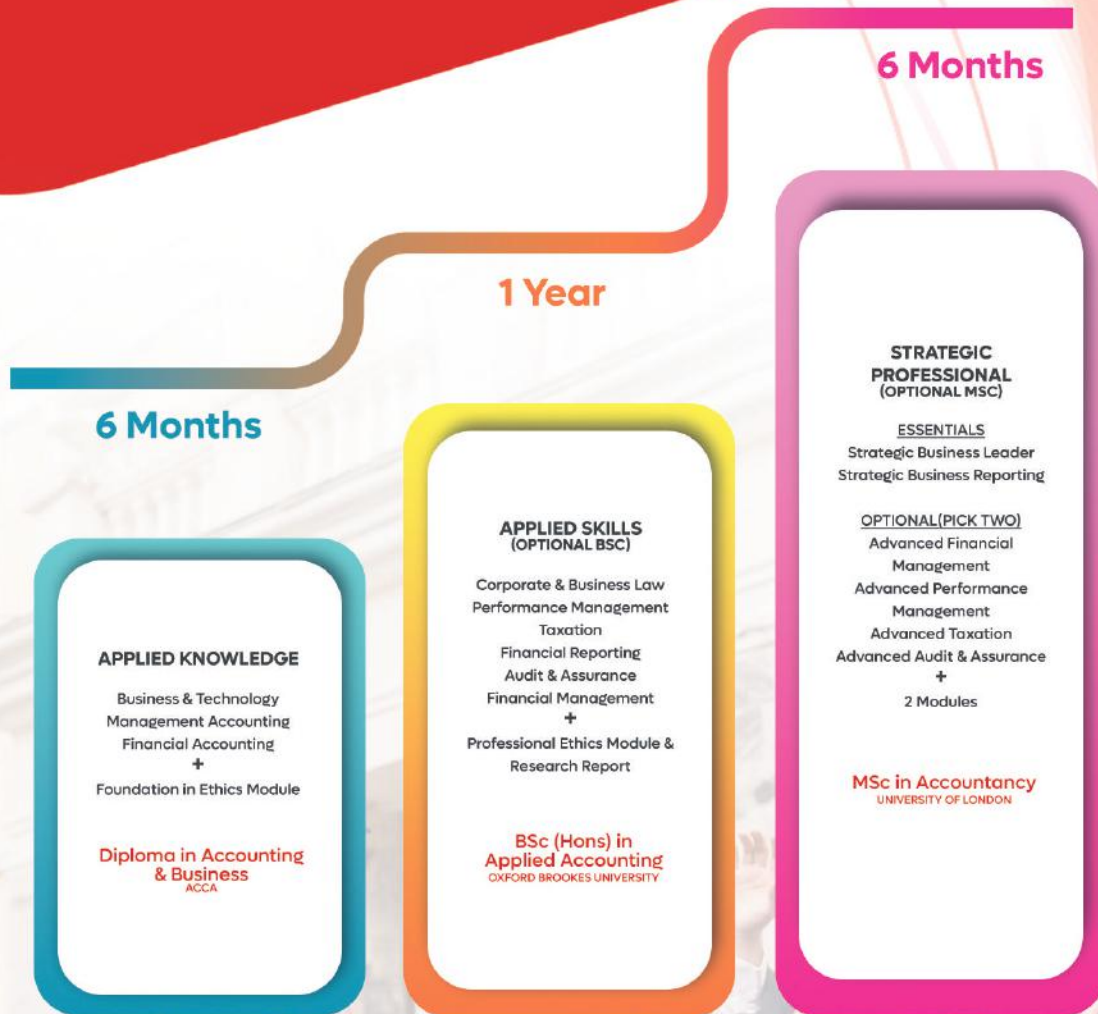 6 Months
1 Year
6 Months
APPLIED KNOWLEDGE
Business & Technology
Management Accounting
Financial Accounting
+
Foundation in Ethics Module
Diploma in Accounting
& Business
ACCA
APPLIED SKILLS
(OPTIONAL BSC)
Corporate & Business Law
Performance Management
Taxation
Financial Reporting
Audit & Assurance
Financial Management
+
Professional Ethics Module &
Research Report
BSc (Hons) in
Applied Accounting
OXFORD BROOKES UNIVERSITY
STRATEGIC
PROFESSIONAL
(OPTIONAL MSC)
ESSENTIALS
Strategic Business Leader
Strategic Business Reporting
OPTIONAL(PICK TWO)
Advanced Financial
Management
Advanced Performance
Management
Advanced Taxation
Advanced Audit & Assurance
+
2 Modules
MSc in Accountancy
UNIVERSITY OF LONDON